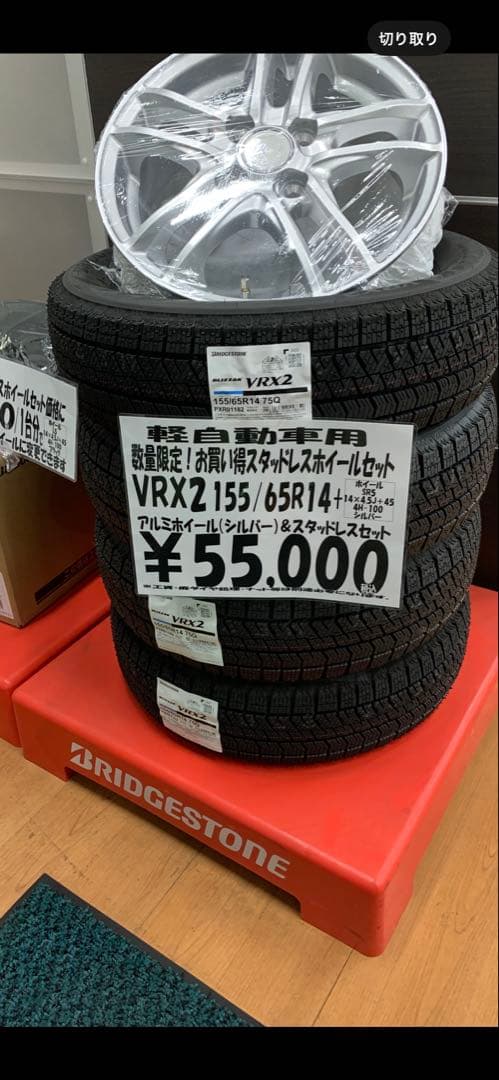 切り取り
BRIDGESTONE
BLIZZAK VRX2
155/65R14 75Q
PXR01182
スホイールセット価格に
0/1台分
ホイールに変更できます
軽自動車用
数量限定！お買い得スタッドレスホイールセット
VRX2 155/65R14+
ホイール
SRS
14×4.5J+45
4H-100
シルバー
アルミホイール(シルバー)&スタッドレスセット
¥55,000
VRX2
155/65R14 75Q
VRX2
BRIDGESTONE